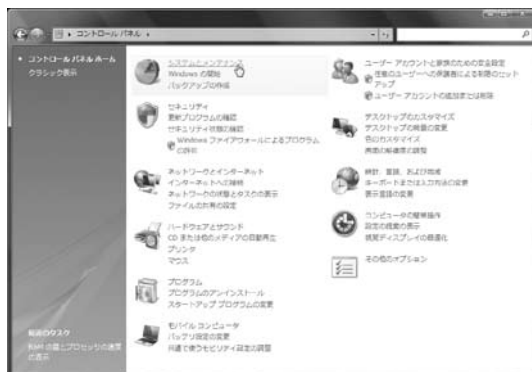 コントロール パネル
コントロール パネル ホーム
クラシック表示
システムとメンテナンス
Windows の開始
バックアップの作成
セキュリティ
更新プログラムの確認
セキュリティ状態の確認
Windows ファイアウォールによるプログラム
の許可
ネットワークとインターネット
インターネットへの接続
ネットワークの状態とタスクの表示
ファイルの共有の設定
ハードウェアとサウンド
CD または他のメディアの自動再生
プリンタ
マウス
プログラム
プログラムのアンインストール
スタートアップ プログラムの変更
モバイル コンピュータ
バッテリ設定の変更
共通で使うモビリティ設定の調整
ユーザー アカウントと家族のための安全設定
任意のユーザーへの保護者による制限のセット
アップ
ユーザー アカウントの追加または削除
デスクトップのカスタマイズ
デスクトップの背景の変更
色のカスタマイズ
画面の解像度の調整
時計、言語、および地域
キーボードまたは入力方法の変更
表示言語の変更
コンピュータの簡単操作
設定の提案の表示
視覚ディスプレイの最適化
その他のオプション
最近のタスク
RAM の量とプロセッサの速度
の表示